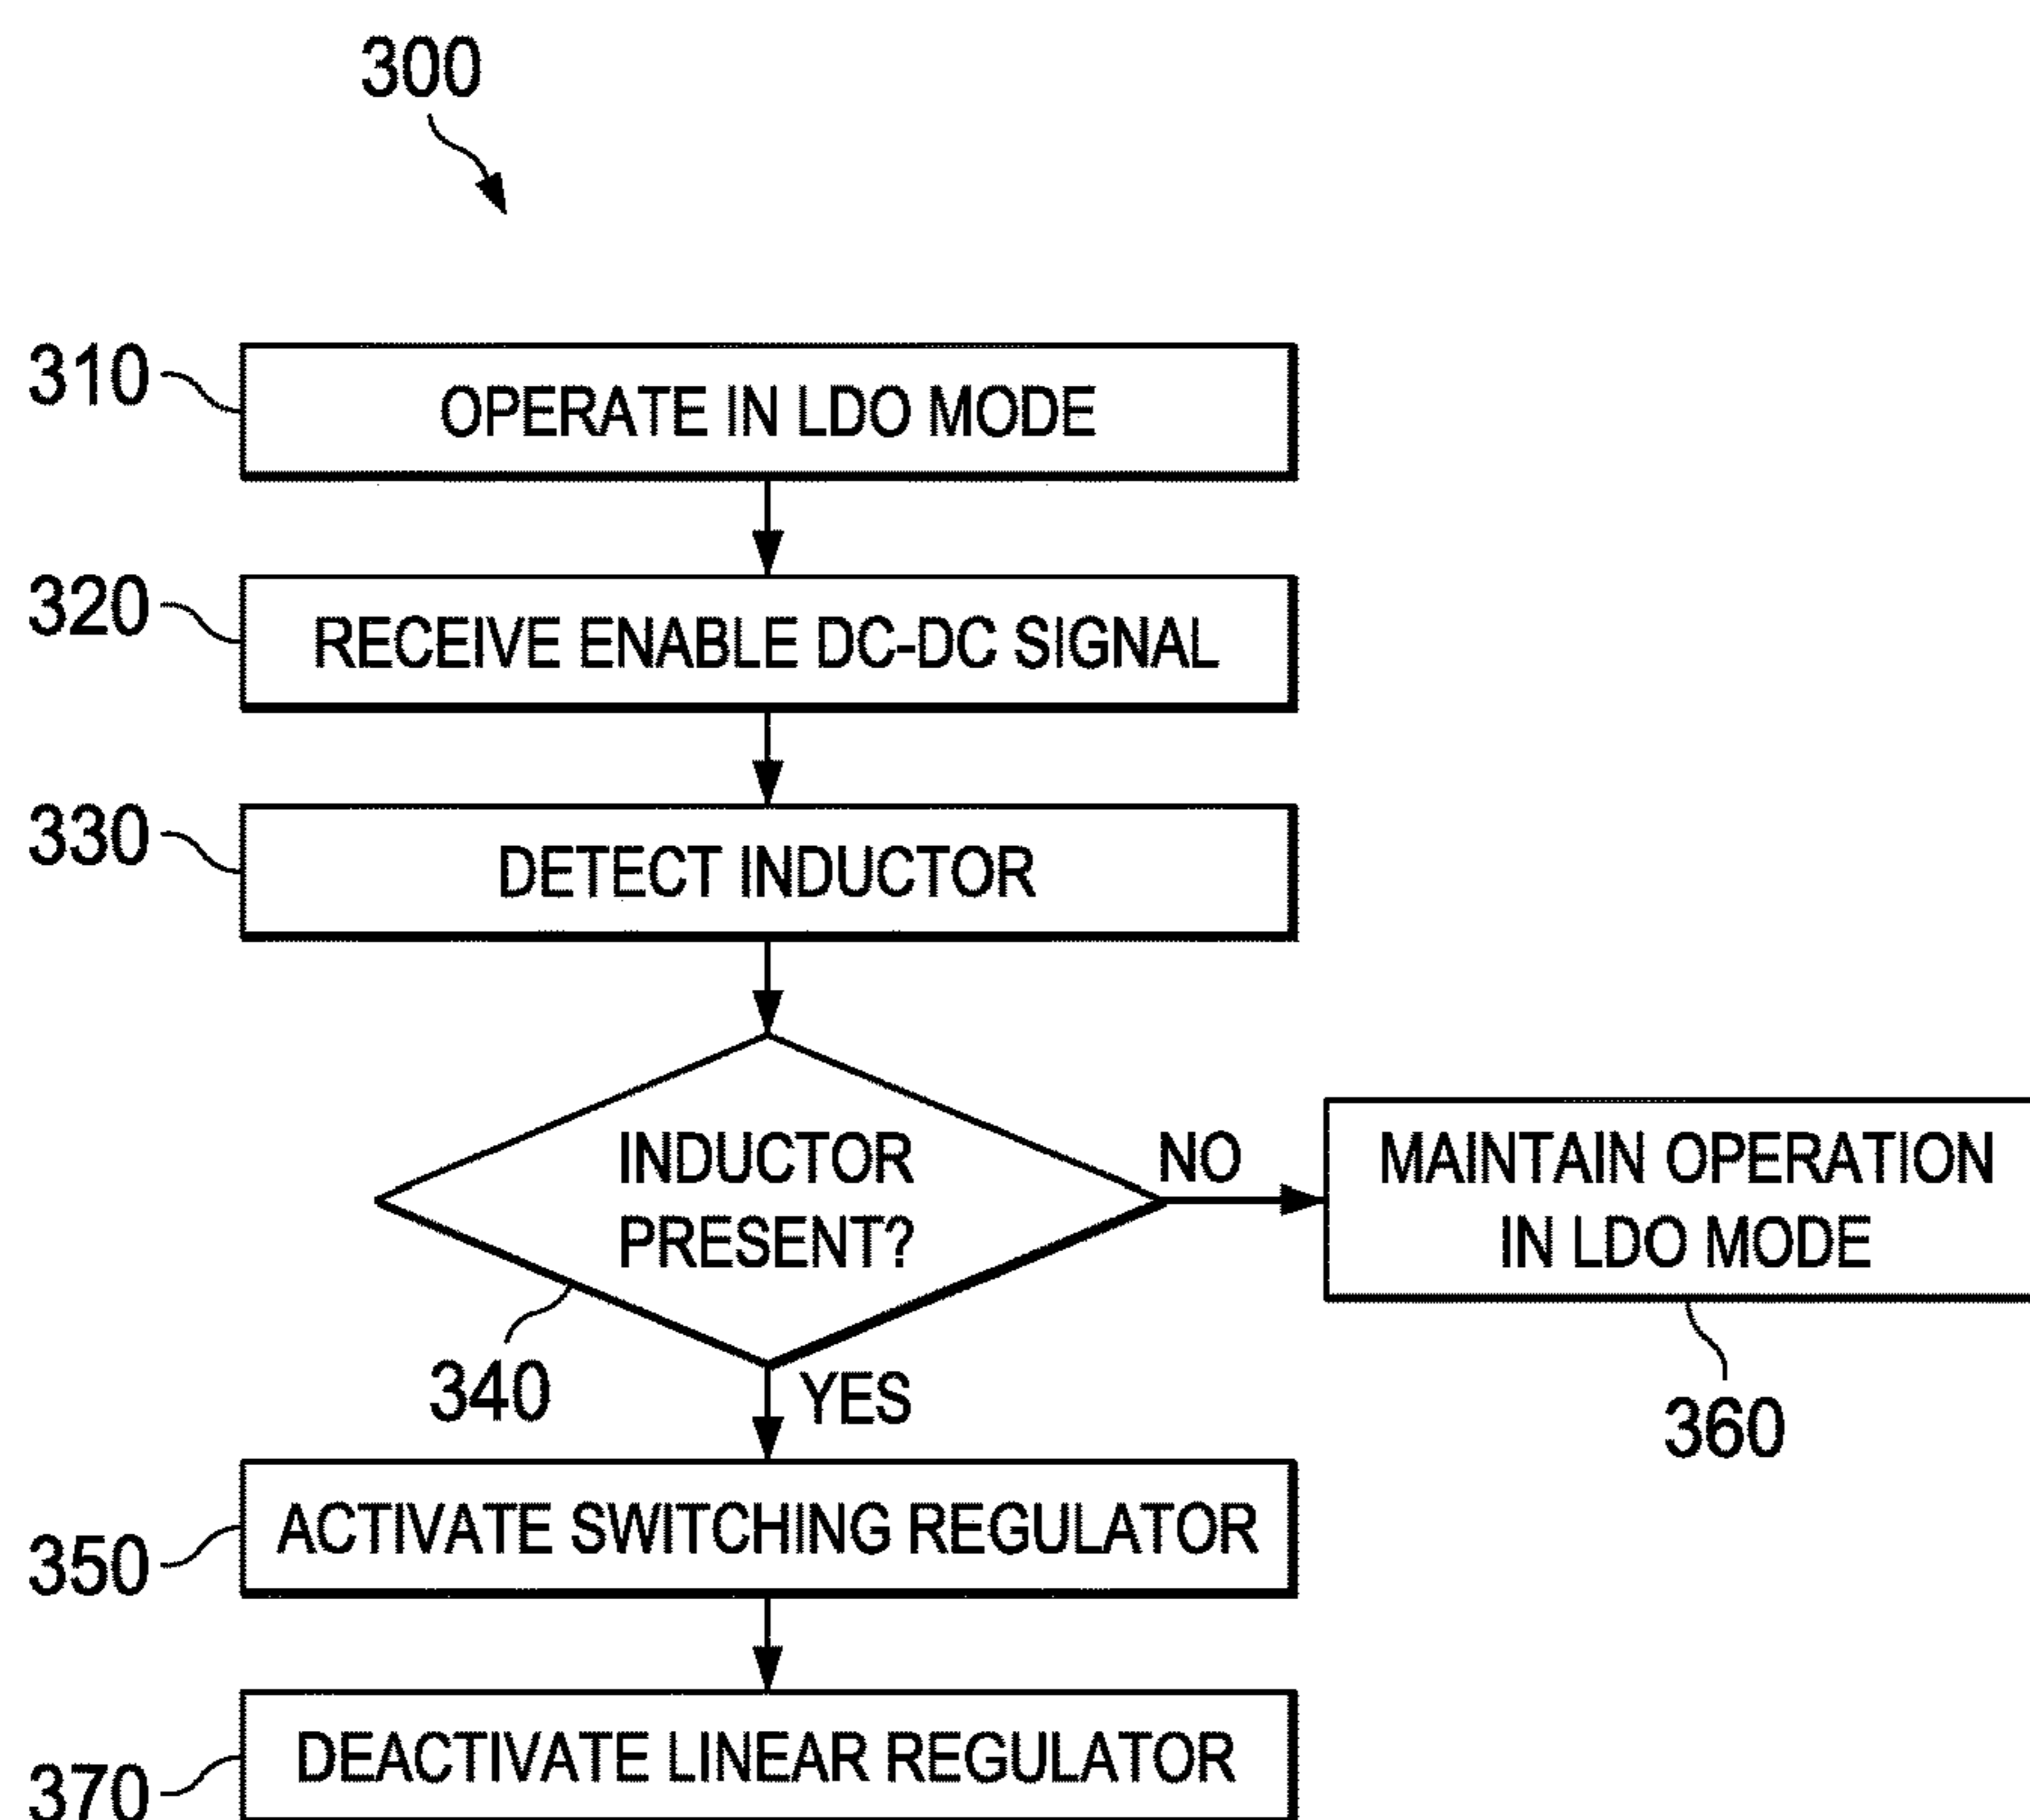 300
310
OPERATE IN LDO MODE
320
RECEIVE ENABLE DC-DC SIGNAL
330
DETECT INDUCTOR
INDUCTOR
PRESENT?
NO
MAINTAIN OPERATION
IN LDO MODE
340
YES
360
350
ACTIVATE SWITCHING REGULATOR
370
DEACTIVATE LINEAR REGULATOR